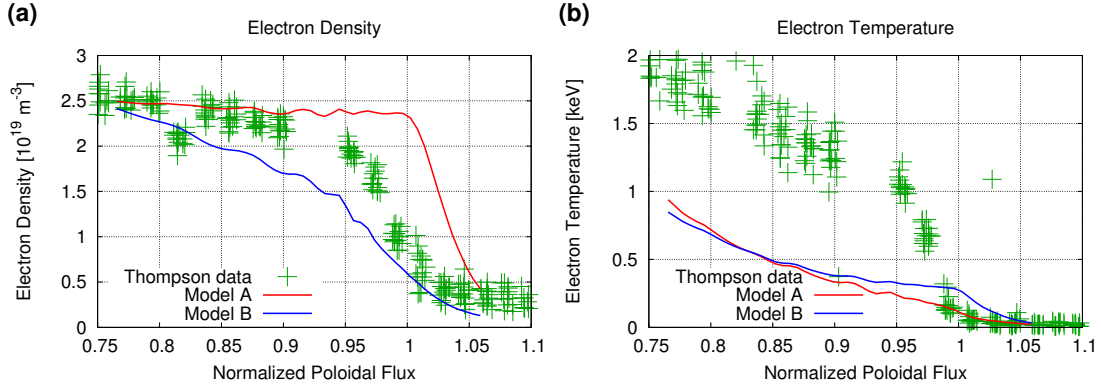 (a)
Electron Density
Electron Density [10^19 m^-3]
3
2.5
2
1.5
1
0.5
0
Thompson data
Model A
Model B
0.75 0.8 0.85 0.9 0.95 1 1.05 1.1
Normalized Poloidal Flux
(b)
Electron Temperature
Electron Temperature [keV]
2
1.5
1
0.5
0
Thompson data
Model A
Model B
0.75 0.8 0.85 0.9 0.95 1 1.05 1.1
Normalized Poloidal Flux